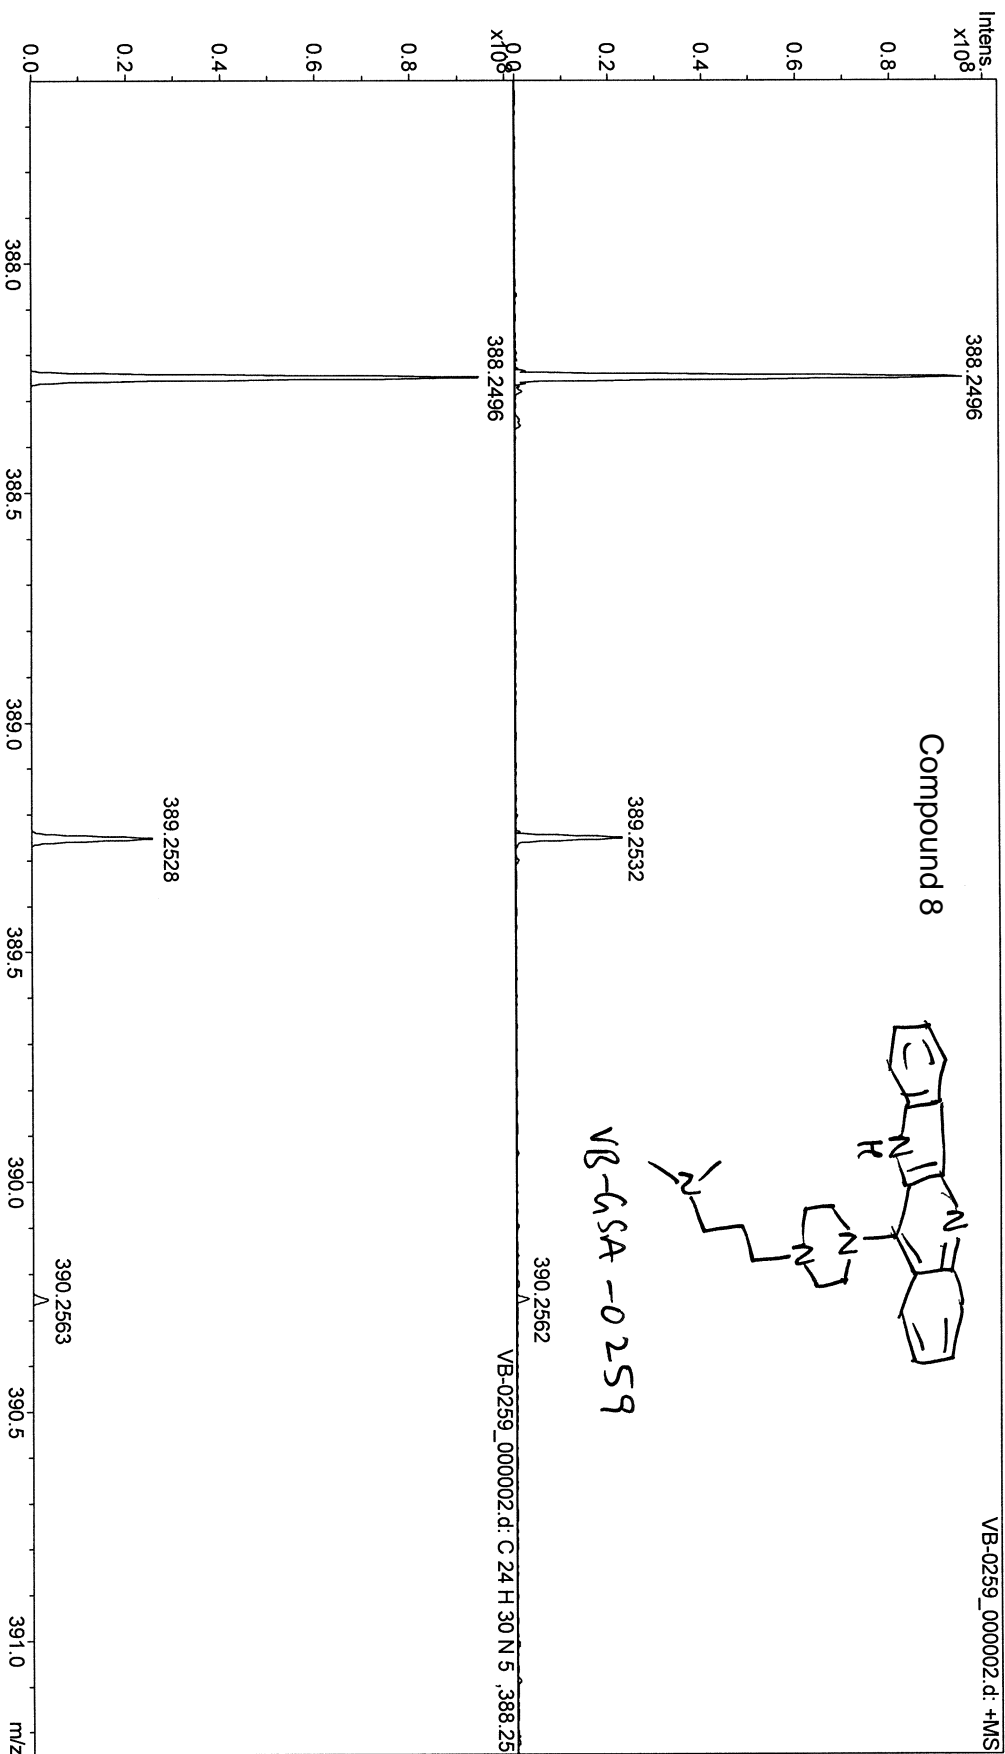 Intens.
x10^8
VB-0259_000002.d: +MS
Compound 8
N
N
H
N
N
N
VB-GSA-0259
388.2496
389.2532
390.2562
0.8
0.6
0.4
0.2
0.0
x10^8
VB-0259_000002.d: C 24 H 30 N 5 ,388.25
388.2496
389.2528
390.2563
0.8
0.6
0.4
0.2
0.0
388.0 388.5 389.0 389.5 390.0 390.5 391.0 m/z